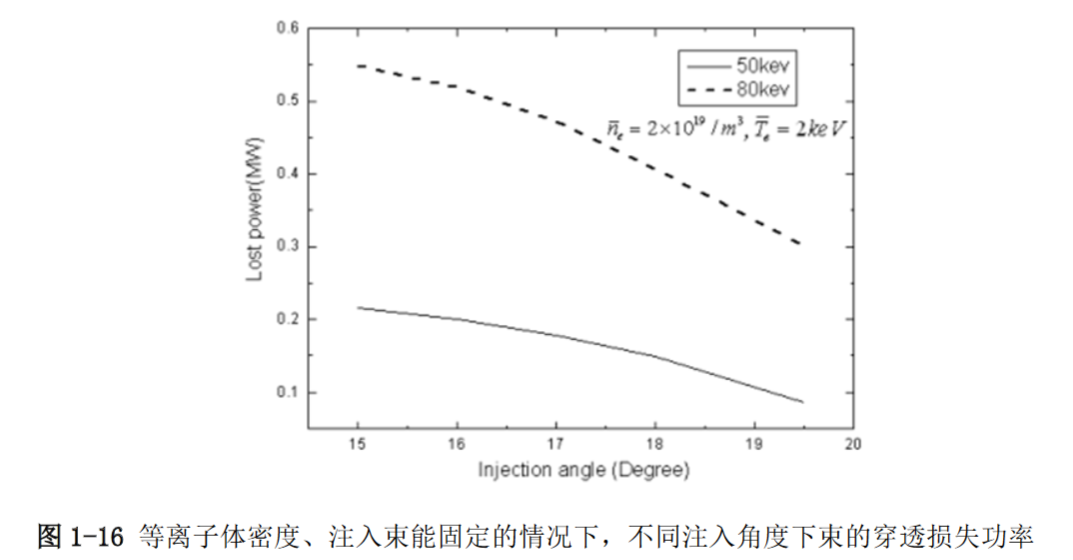 0.6
0.5
0.4
0.3
0.2
0.1
Lost power(MW)
50kev
80kev
n̅ₑ = 2×10¹⁹ /m³, T̅ₑ = 2keV
15 16 17 18 19 20
Injection angle (Degree)
图 1-16 等离子体密度、注入束能固定的情况下，不同注入角度下束的穿透损失功率